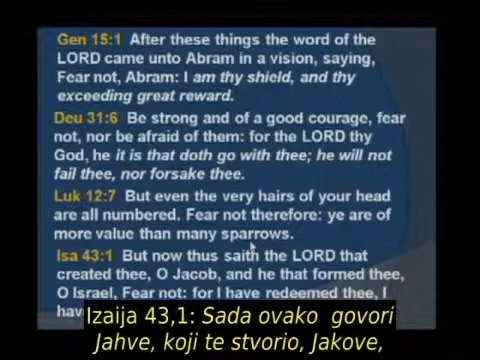 Gen 15:1 After these things the word of the
LORD came unto Abram in a vision, saying,
Fear not, Abram: I am thy shield, and thy
exceeding great reward.
Deu 31:6 Be strong and of a good courage, fear
not, nor be afraid of them: for the LORD thy
God, he it is that doth go with thee; he will not
fail thee, nor forsake thee.
Luk 12:7 But even the very hairs of your head
are all numbered. Fear not therefore: ye are of
more value than many sparrows.
Isa 43:1 But now thus saith the LORD that
created thee, O Jacob, and he that formed thee,
O Israel, Fear not: for I have redeemed thee, I
Izaija 43,1: Sada ovako govori
Jahve, koji te stvorio, Jakove,